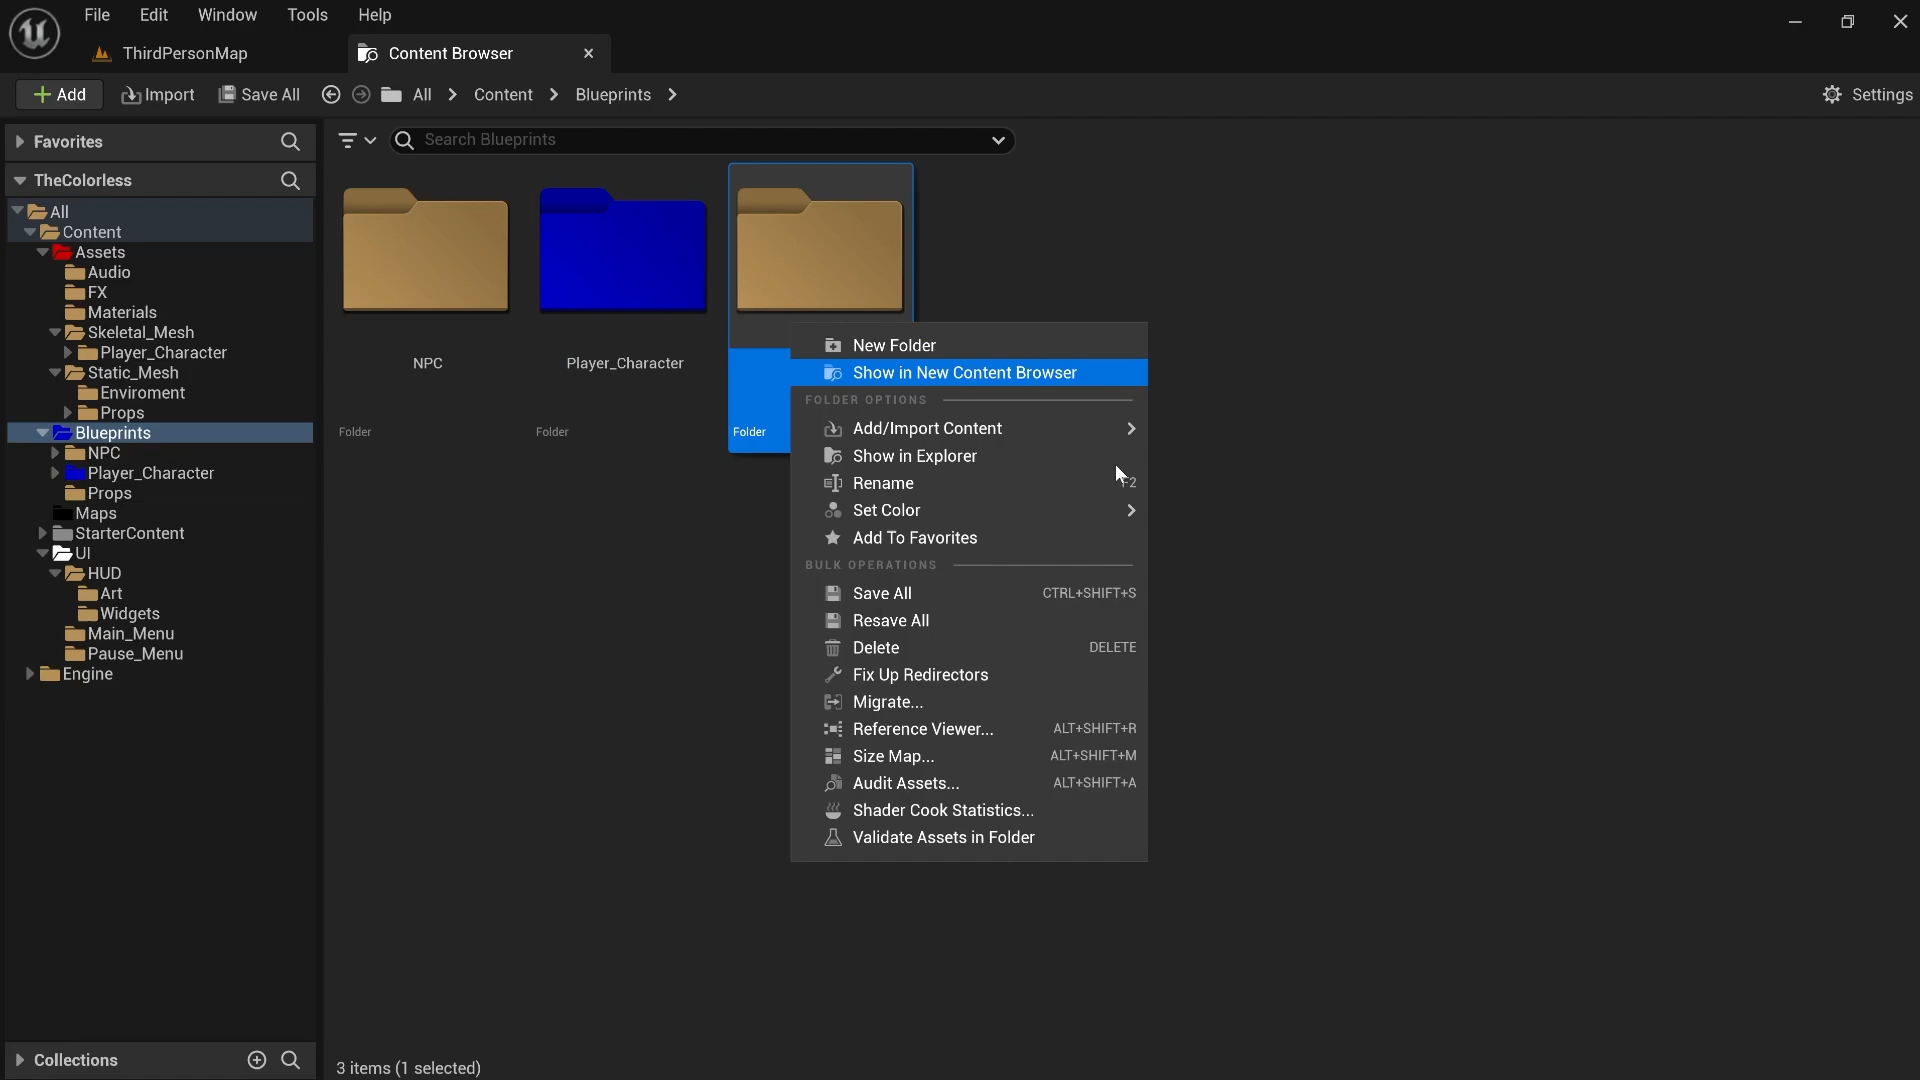 File Edit Window Tools Help
ThirdPersonMap Content Browser
Add Import Save All All Content Blueprints Settings
Favorites
Search Blueprints
TheColorless
All
Content
Assets
Audio
FX
Materials
Skeletal_Mesh
Player_Character
Static_Mesh
Enviroment
Props
Blueprints
NPC
Player_Character
Props
Maps
StarterContent
UI
HUD
Art
Widgets
Main_Menu
Pause_Menu
Engine
Collections
NPC
Folder
Player_Character
Folder
Folder
New Folder
Show in New Content Browser
FOLDER OPTIONS
Add/Import Content
Show in Explorer
Rename
Set Color
Add To Favorites
BULK OPERATIONS
Save All CTRL+SHIFT+S
Resave All
Delete DELETE
Fix Up Redirectors
Migrate...
Reference Viewer... ALT+SHIFT+R
Size Map... ALT+SHIFT+M
Audit Assets... ALT+SHIFT+A
Shader Cook Statistics...
Validate Assets in Folder
3 items (1 selected)